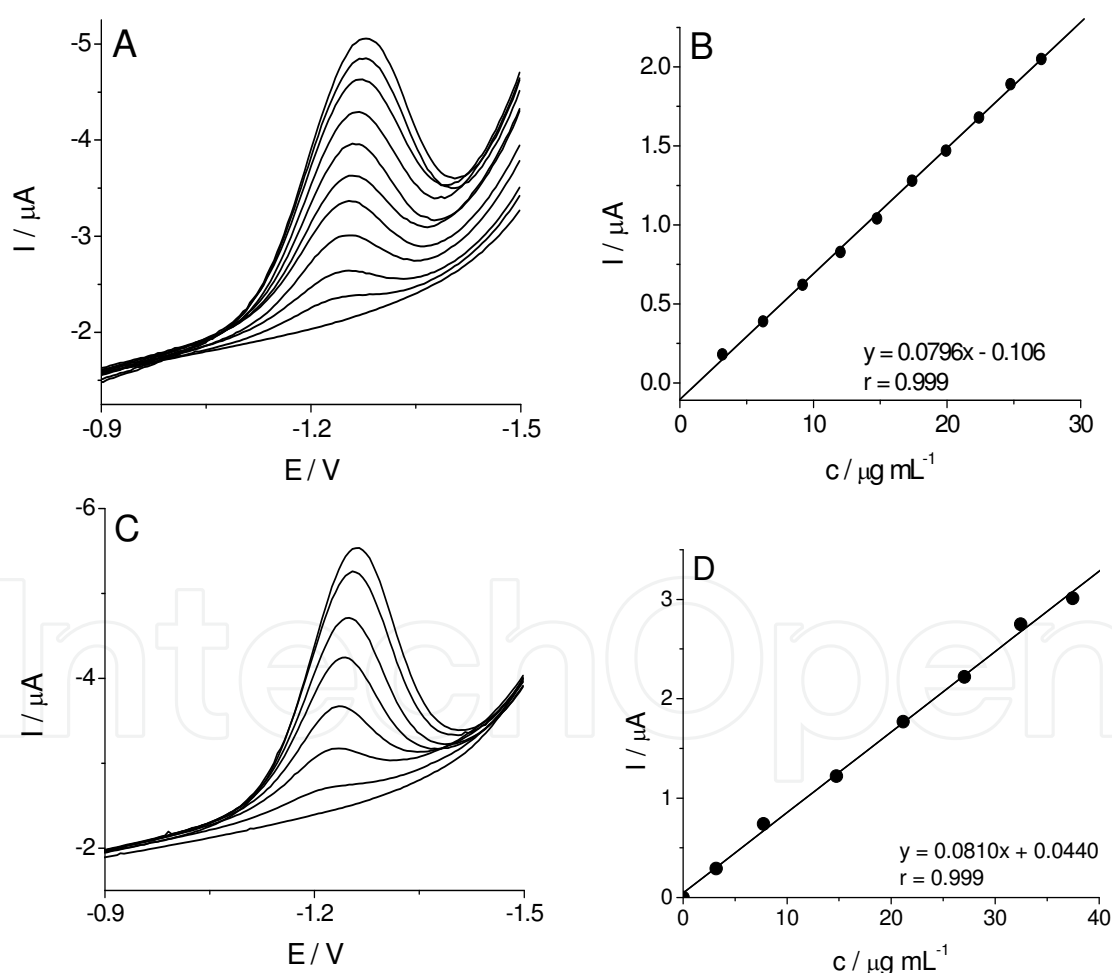 A
-5
-4
-3
-2
I / μA
-0.9
-1.2
-1.5
E / V
B
2.0
1.5
1.0
0.5
0.0
I / μA
y = 0.0796x - 0.106
r = 0.999
0
10
20
30
c / μg mL⁻¹
C
-6
-4
-2
I / μA
-0.9
-1.2
-1.5
E / V
D
3
2
1
0
I / μA
y = 0.0810x + 0.0440
r = 0.999
0
10
20
30
40
c / μg mL⁻¹
IntechOpen